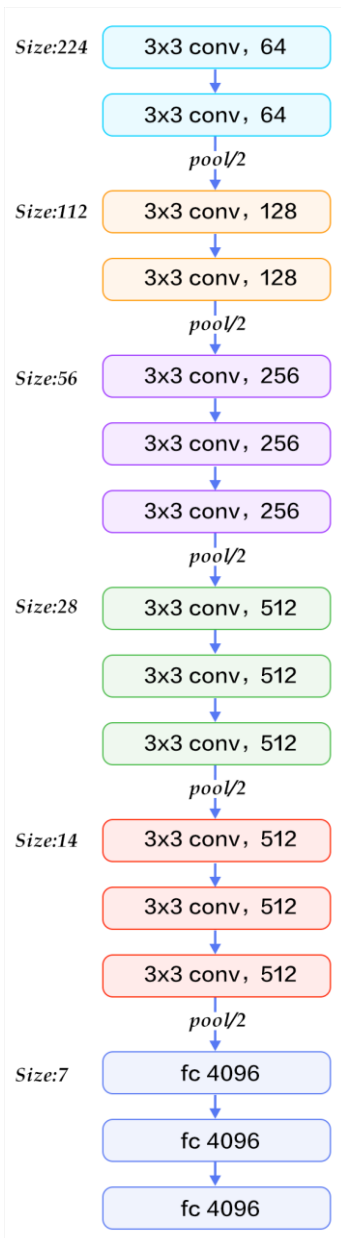 Size:224 3x3 conv, 64
3x3 conv, 64
pool/2
Size:112 3x3 conv, 128
3x3 conv, 128
pool/2
Size:56 3x3 conv, 256
3x3 conv, 256
3x3 conv, 256
pool/2
Size:28 3x3 conv, 512
3x3 conv, 512
3x3 conv, 512
pool/2
Size:14 3x3 conv, 512
3x3 conv, 512
3x3 conv, 512
pool/2
Size:7 fc 4096
fc 4096
fc 4096